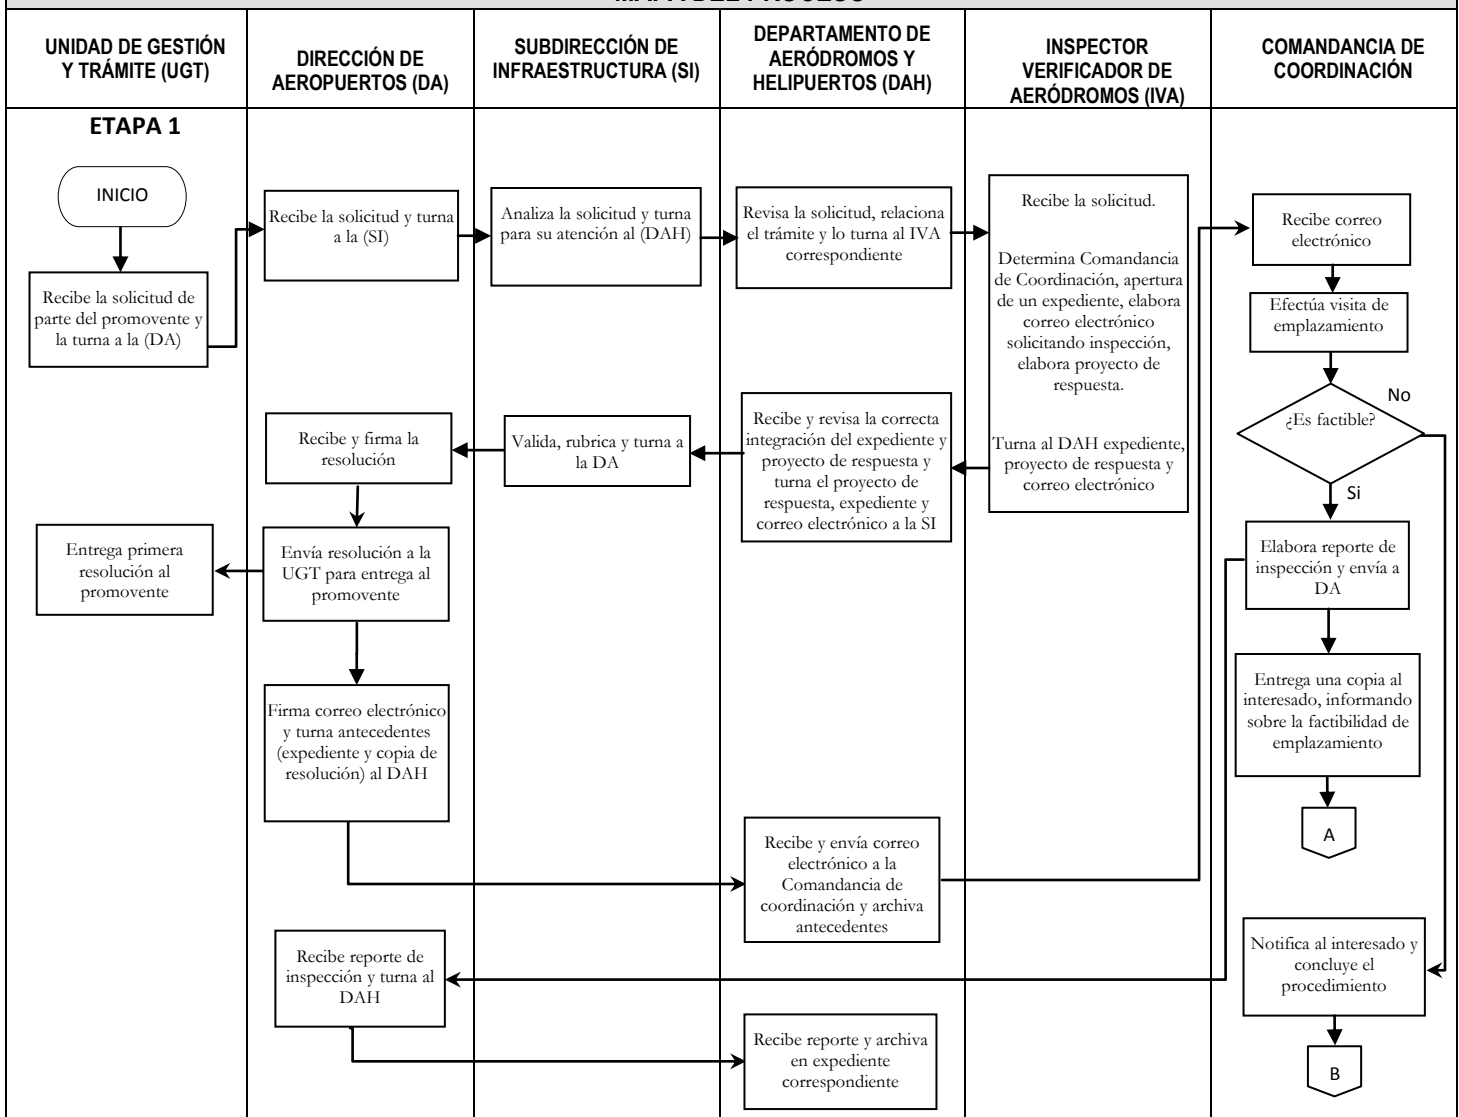 MAPA DEL PROCESO
UNIDAD DE GESTIÓN
Y TRÁMITE (UGT)
DIRECCIÓN DE
AEROPUERTOS (DA)
SUBDIRECCIÓN DE
INFRAESTRUCTURA (SI)
DEPARTAMENTO DE
AERÓDROMOS Y
HELIPUERTOS (DAH)
INSPECTOR
VERIFICADOR DE
AERÓDROMOS (IVA)
COMANDANCIA DE
COORDINACIÓN
ETAPA 1
INICIO
Recibe la solicitud de
parte del promovente y
la turna a la (DA)
Recibe la solicitud y turna
a la (SI)
Analiza la solicitud y turna
para su atención al (DAH)
Revisa la solicitud, relaciona
el trámite y lo turna al IVA
correspondiente
Recibe la solicitud.
Determina Comandancia
de Coordinación, apertura
de un expediente, elabora
correo electrónico
solicitando inspección,
elabora proyecto de
respuesta.
Turna al DAH expediente,
proyecto de respuesta y
correo electrónico
Recibe correo
electrónico
Efectúa visita de
emplazamiento
¿Es factible?
No
Si
Recibe y revisa la correcta
integración del expediente y
proyecto de respuesta y
turna el proyecto de
respuesta, expediente y
correo electrónico a la SI
Valida, rubrica y turna a
la DA
Recibe y firma la
resolución
Envía resolución a la
UGT para entrega al
promovente
Entrega primera
resolución al
promovente
Elabora reporte de
inspección y envía a
DA
Entrega una copia al
interesado, informando
sobre la factibilidad de
emplazamiento
A
Firma correo electrónico
y turna antecedentes
(expediente y copia de
resolución) al DAH
Recibe y envía correo
electrónico a la
Comandancia de
coordinación y archiva
antecedentes
Notifica al interesado y
concluye el
procedimiento
B
Recibe reporte de
inspección y turna al
DAH
Recibe reporte y archiva
en expediente
correspondiente